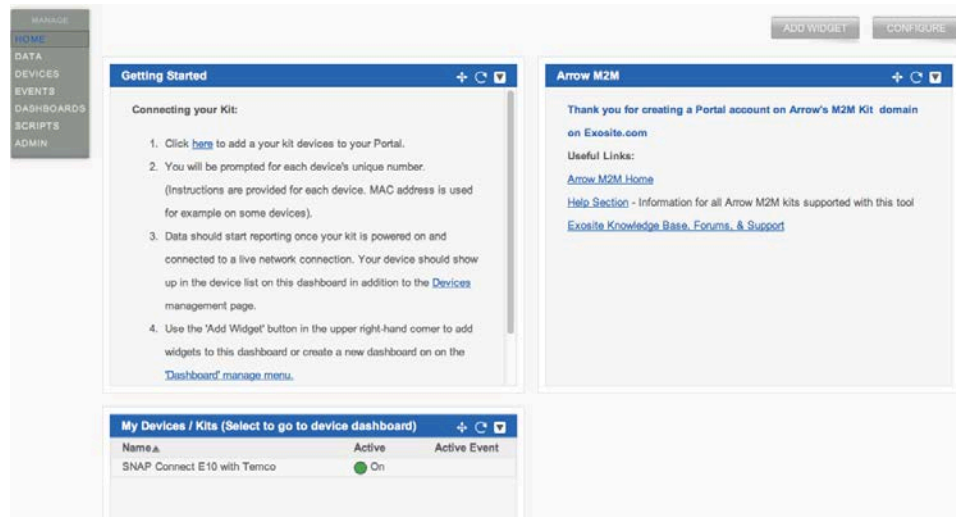 MANAGE
HOME
DATA
DEVICES
EVENTS
DASHBOARDS
SCRIPTS
ADMIN
ADD WIDGET
CONFIGURE
Getting Started
Connecting your Kit:
1. Click here to add a your kit devices to your Portal.
2. You will be prompted for each device's unique number.
(Instructions are provided for each device. MAC address is used
for example on some devices).
3. Data should start reporting once your kit is powered on and
connected to a live network connection. Your device should show
up in the device list on this dashboard in addition to the Devices
management page.
4. Use the 'Add Widget' button in the upper right-hand corner to add
widgets to this dashboard or create a new dashboard on on the
'Dashboard' manage menu.
Arrow M2M
Thank you for creating a Portal account on Arrow's M2M Kit domain
on Exosite.com
Useful Links:
Arrow M2M Home
Help Section - Information for all Arrow M2M kits supported with this tool
Exosite Knowledge Base, Forums, & Support
My Devices / Kits (Select to go to device dashboard)
Name Active Active Event
SNAP Connect E10 with Temco On